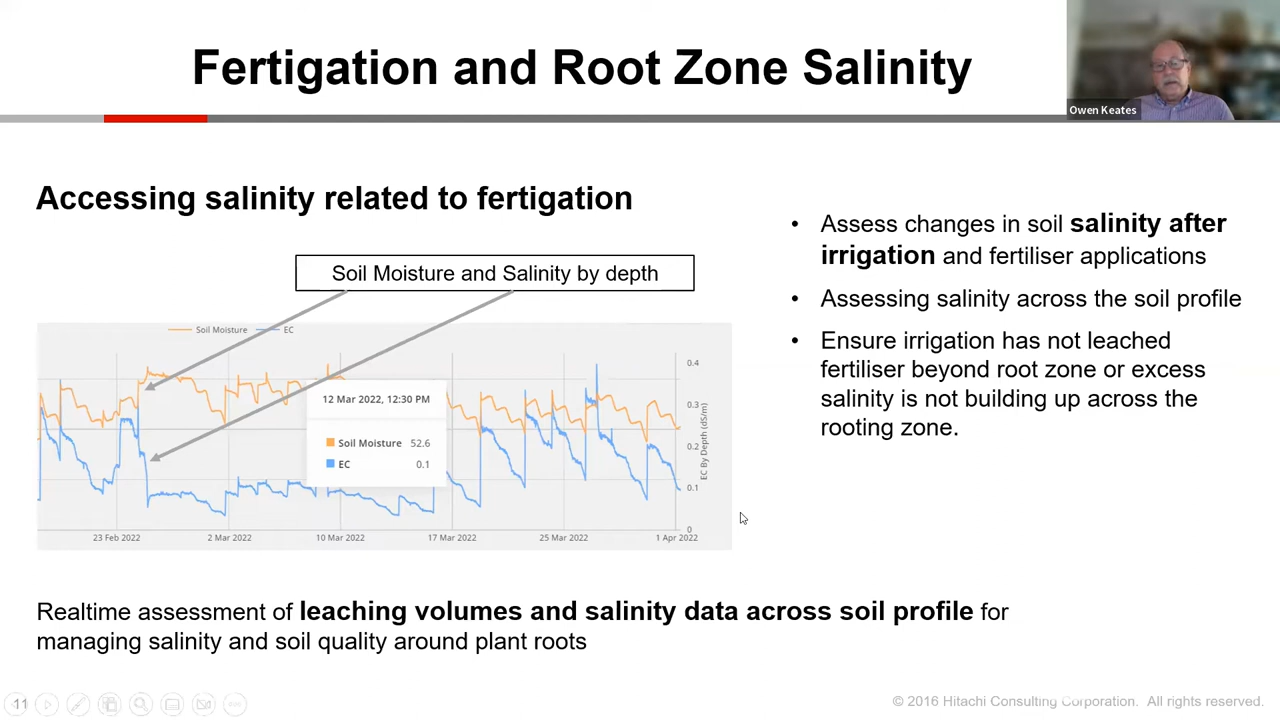 Fertigation and Root Zone Salinity
Owen Keates
Accessing salinity related to fertigation
Soil Moisture and Salinity by depth
Soil Moisture
EC
0.4
0.3
0.2
0.1
0
EC By Depth (dS/m)
12 Mar 2022, 12:30 PM
Soil Moisture 52.6
EC 0.1
23 Feb 2022
2 Mar 2022
10 Mar 2022
17 Mar 2022
25 Mar 2022
1 Apr 2022
• Assess changes in soil salinity after
irrigation and fertiliser applications
• Assessing salinity across the soil profile
• Ensure irrigation has not leached
fertiliser beyond root zone or excess
salinity is not building up across the
rooting zone.
Realtime assessment of leaching volumes and salinity data across soil profile for
managing salinity and soil quality around plant roots
11
© 2016 Hitachi Consulting Corporation. All rights reserved.